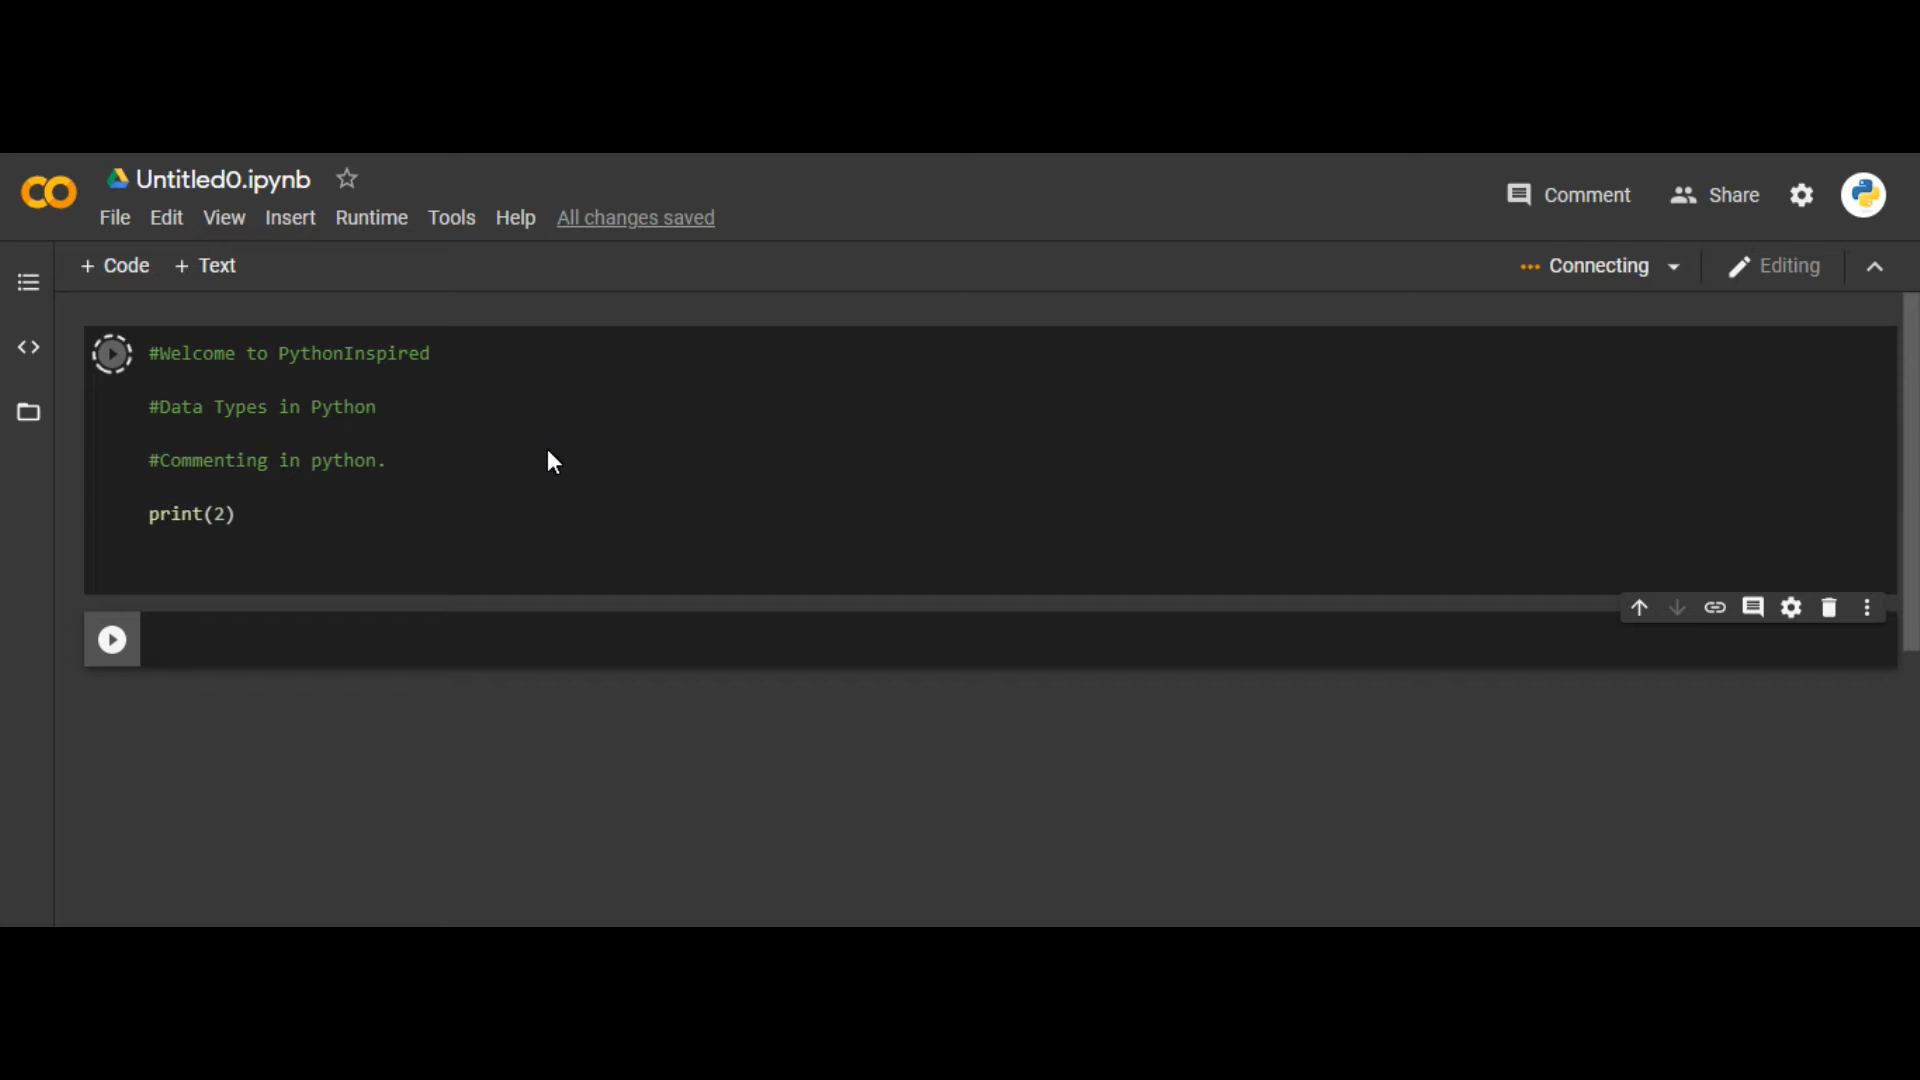 Untitled0.ipynb
File Edit View Insert Runtime Tools Help All changes saved
Comment Share
+ Code + Text
Connecting Editing
#Welcome to PythonInspired
#Data Types in Python
#Commenting in python.
print(2)